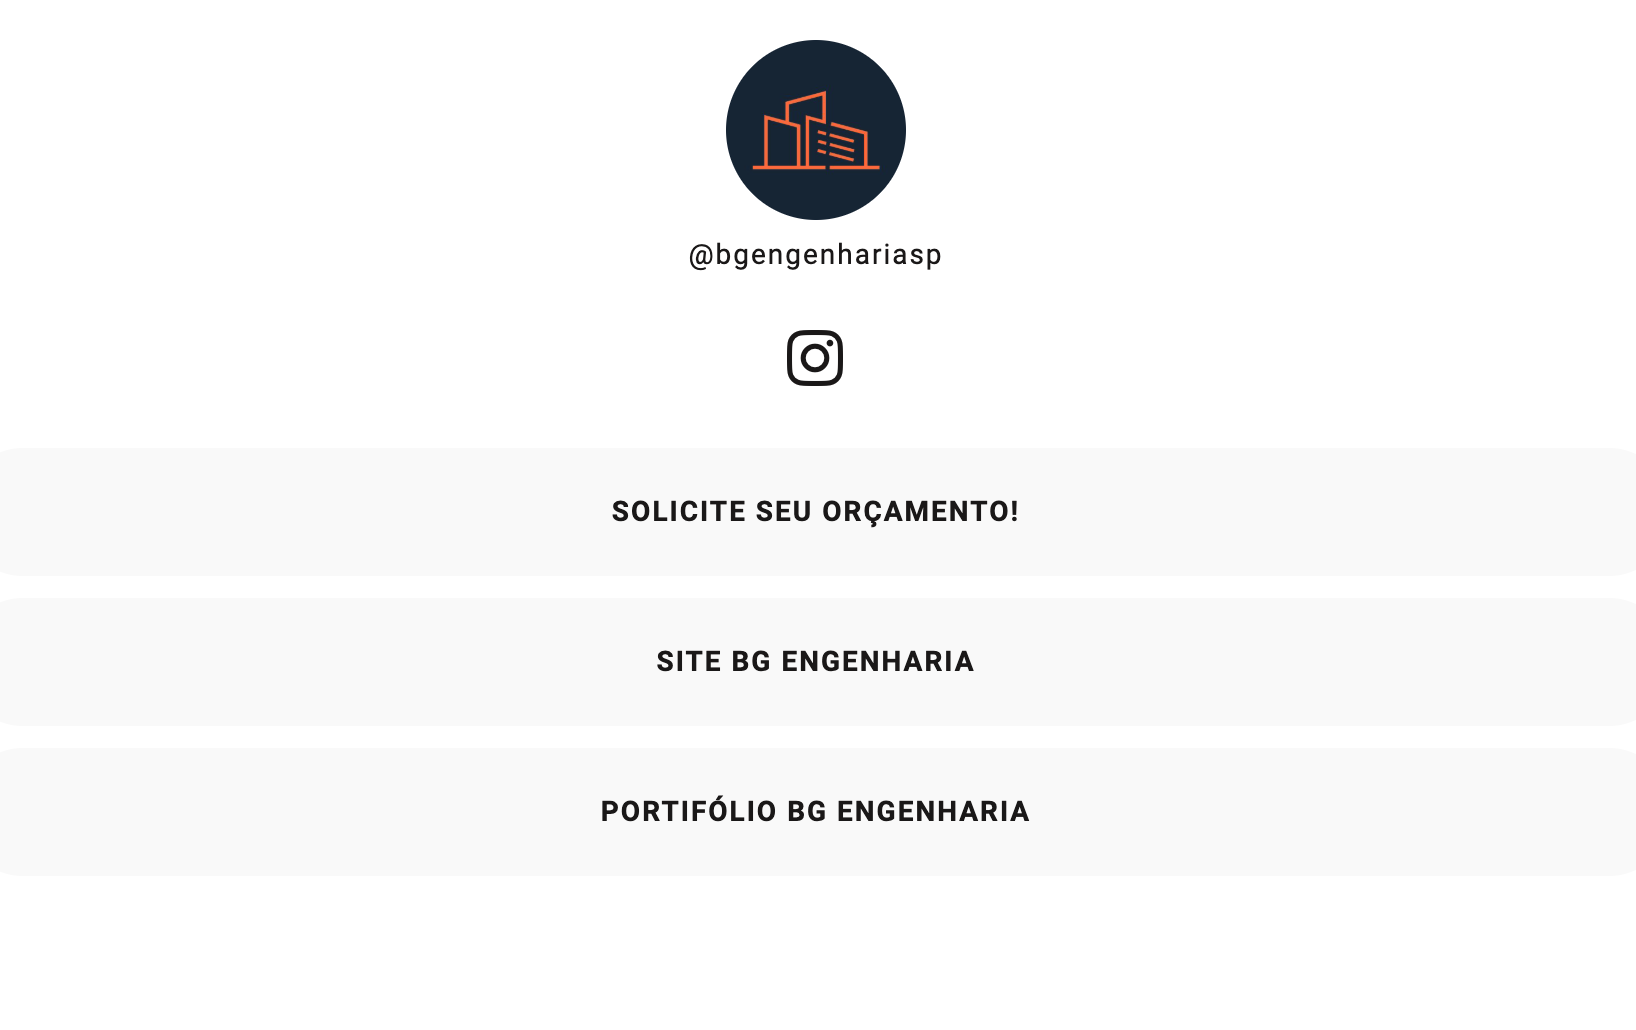 @bgengenhariasp
SOLICITE SEU ORÇAMENTO!
SITE BG ENGENHARIA
PORTIFÓLIO BG ENGENHARIA